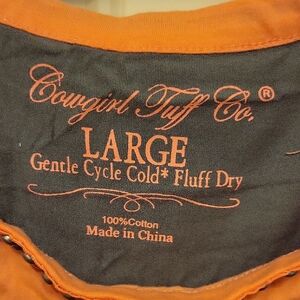 Cowgirl Tuff Co.®
LARGE
Gentle Cycle Cold* Fluff Dry
100%Cotton
Made in China